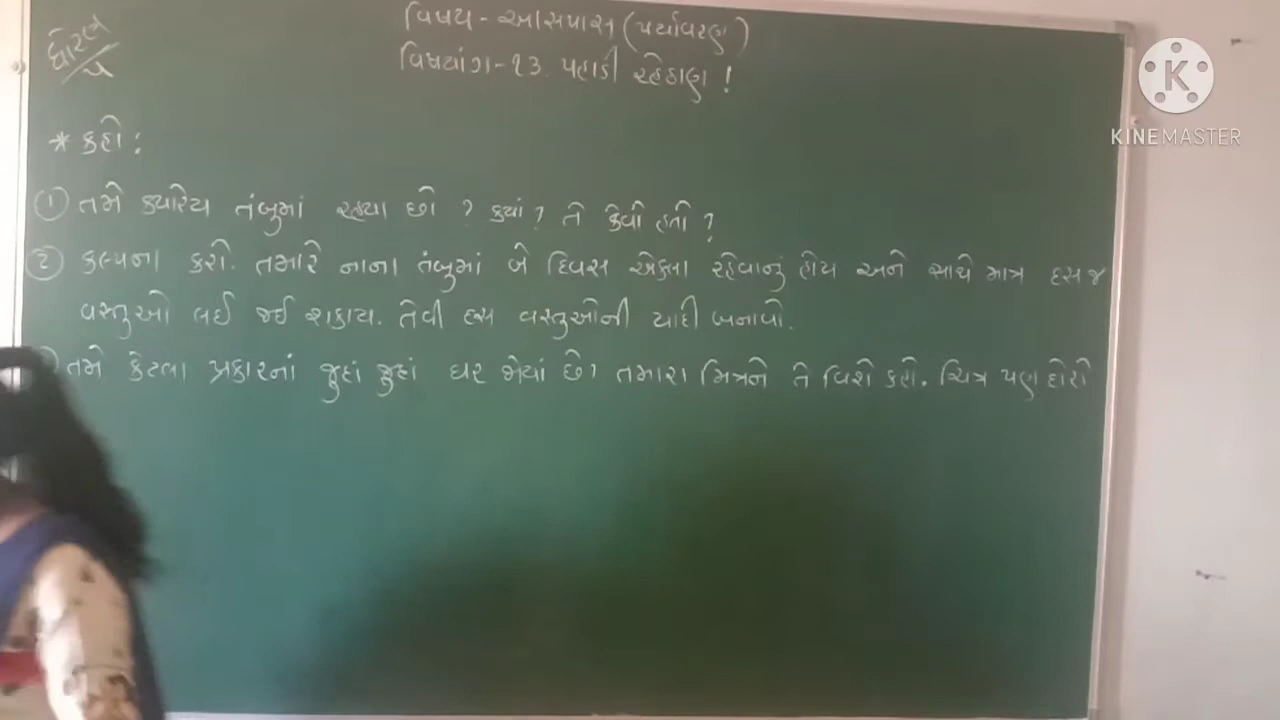 ધોરણ
૫
વિષય - આસપાસ (પર્યાવરણ)
વિષયાંગ - ૧૩. પહાડી રહેઠાણ !
* કહો :
① તમે ક્યારેય તંબુમાં રહ્યા છો ? ક્યાં ? તે કેવી હતી ?
② કલ્પના કરો. તમારે નાના તંબુમાં બે દિવસ એકલા રહેવાનું હોય અને સાથે માત્ર દસ જ
વસ્તુઓ લઈ જઈ શકાય. તેવી દસ વસ્તુઓની યાદી બનાવો.
તમે કેટલા પ્રકારનાં જુદાં જુદાં ઘર જોયાં છે? તમારા મિત્રને તે વિશે કહો. ચિત્ર પણ દોરો
KINEMASTER